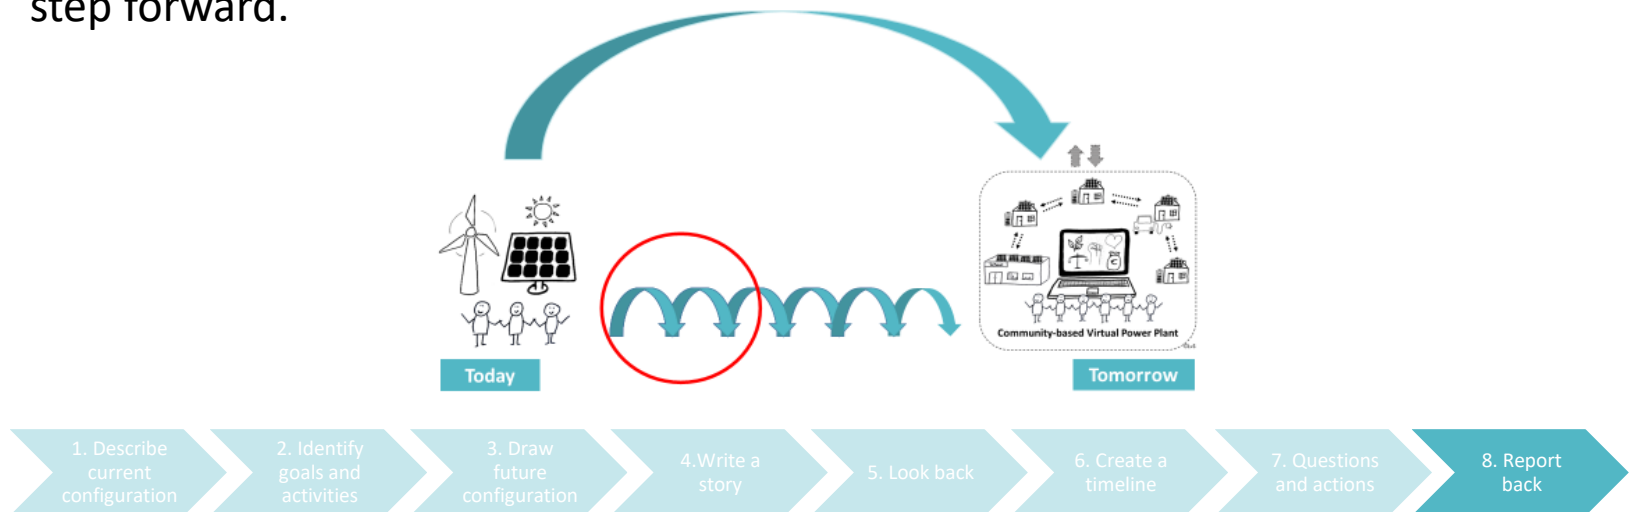 step forward.
Community-based Virtual Power Plant
Today
Tomorrow
1. Describe
current
configuration
2. Identify
goals and
activities
3. Draw
future
configuration
4.Write a
story
5. Look back
6. Create a
timeline
7. Questions
and actions
8. Report
back